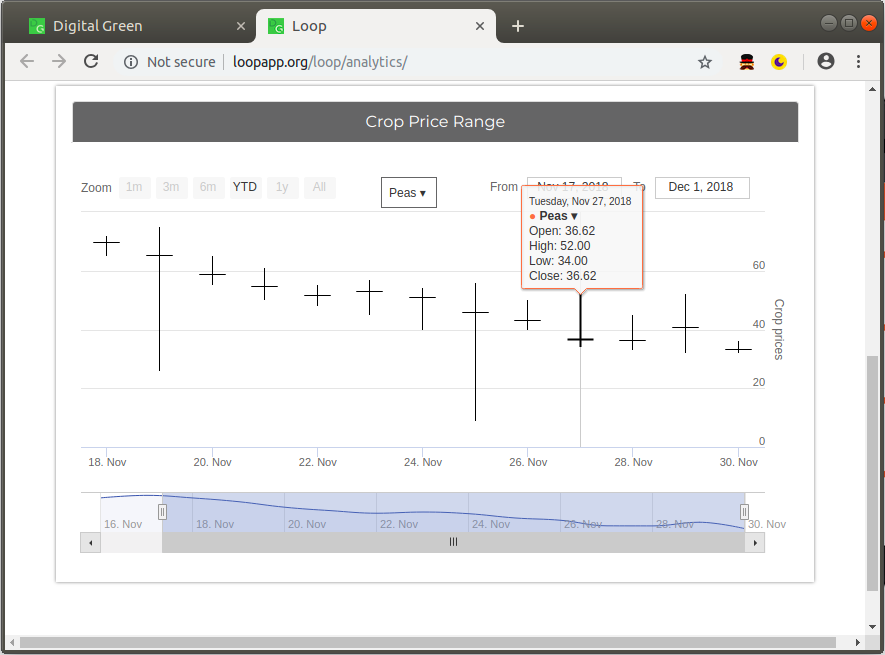 Digital Green
Loop
Not secure
loopapp.org/loop/analytics/
Crop Price Range
Zoom 1m 3m 6m YTD 1y All
Peas ▾
From Nov 17, 2018 To Dec 1, 2018
Tuesday, Nov 27, 2018
● Peas ▾
Open: 36.62
High: 52.00
Low: 34.00
Close: 36.62
60
40
20
0
Crop prices
18. Nov 20. Nov 22. Nov 24. Nov 26. Nov 28. Nov 30. Nov
16. Nov 18. Nov 20. Nov 22. Nov 24. Nov 26. Nov 28. Nov 30. Nov